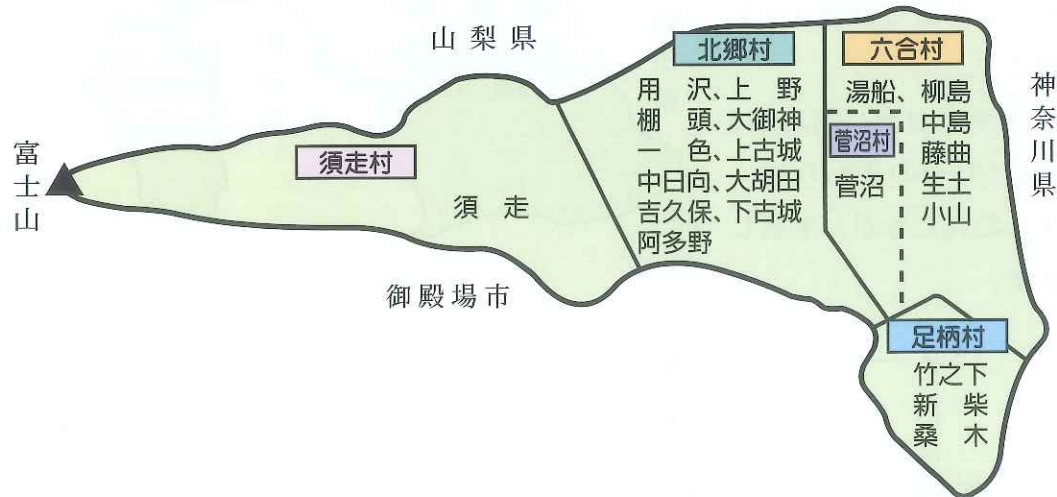 山梨県
富士山
須走村
須走
御殿場市
北郷村
用沢、上野
棚頭、大御神
一色、上古城
中日向、大胡田
吉久保、下古城
阿多野
六合村
湯船、柳島
中島
藤曲
生土
小山
菅沼村
菅沼
神奈川県
足柄村
竹之下
新柴
桑木